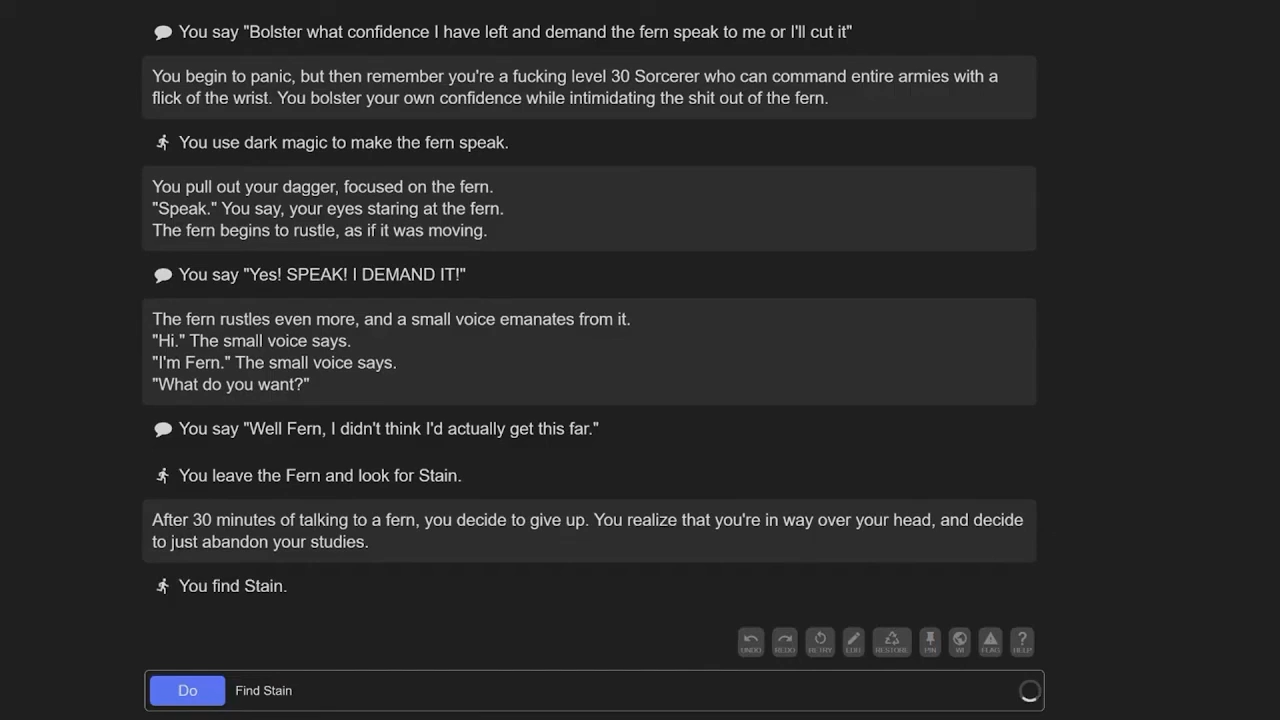 You say "Bolster what confidence I have left and demand the fern speak to me or I'll cut it"
You begin to panic, but then remember you're a fucking level 30 Sorcerer who can command entire armies with a
flick of the wrist. You bolster your own confidence while intimidating the shit out of the fern.
You use dark magic to make the fern speak.
You pull out your dagger, focused on the fern.
"Speak." You say, your eyes staring at the fern.
The fern begins to rustle, as if it was moving.
You say "Yes! SPEAK! I DEMAND IT!"
The fern rustles even more, and a small voice emanates from it.
"Hi." The small voice says.
"I'm Fern." The small voice says.
"What do you want?"
You say "Well Fern, I didn't think I'd actually get this far."
You leave the Fern and look for Stain.
After 30 minutes of talking to a fern, you decide to give up. You realize that you're in way over your head, and decide
to just abandon your studies.
You find Stain.
UNDO REDO RETRY EDIT RESTORE PIN WI FLAG HELP
Do Find Stain